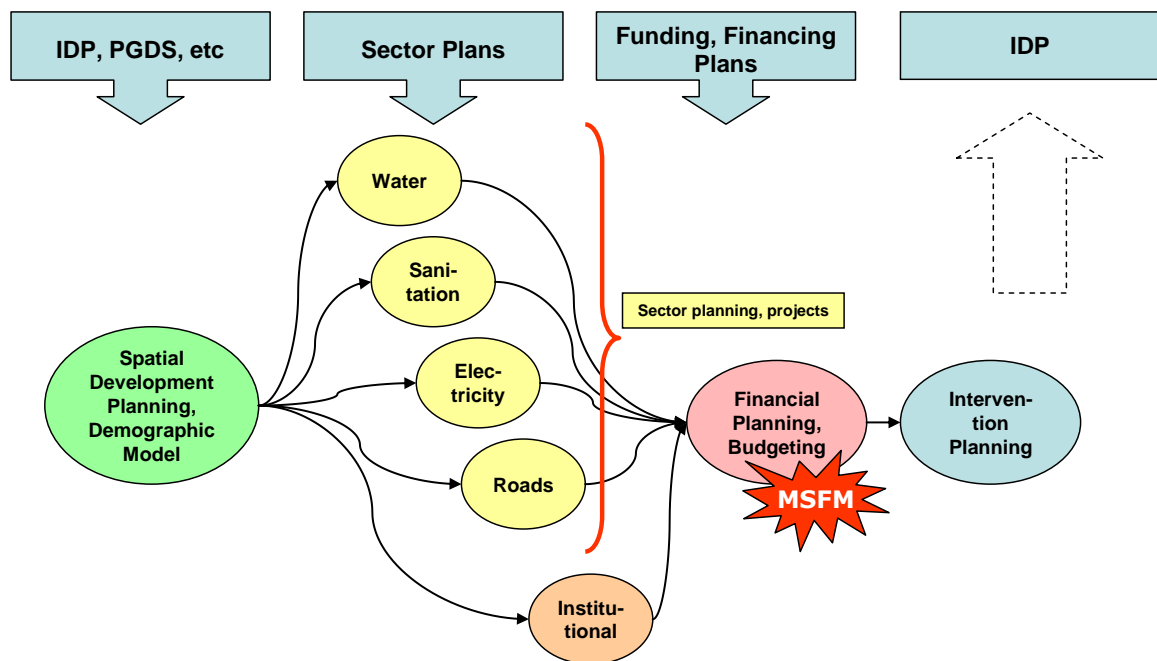 IDP, PGDS, etc
Sector Plans
Funding, Financing
Plans
IDP
Water
Sani-
tation
Sector planning, projects
Elec-
tricity
Spatial
Development
Planning,
Demographic
Model
Financial
Planning,
Budgeting
Interven-
tion
Planning
Roads
MSFM
Institu-
tional